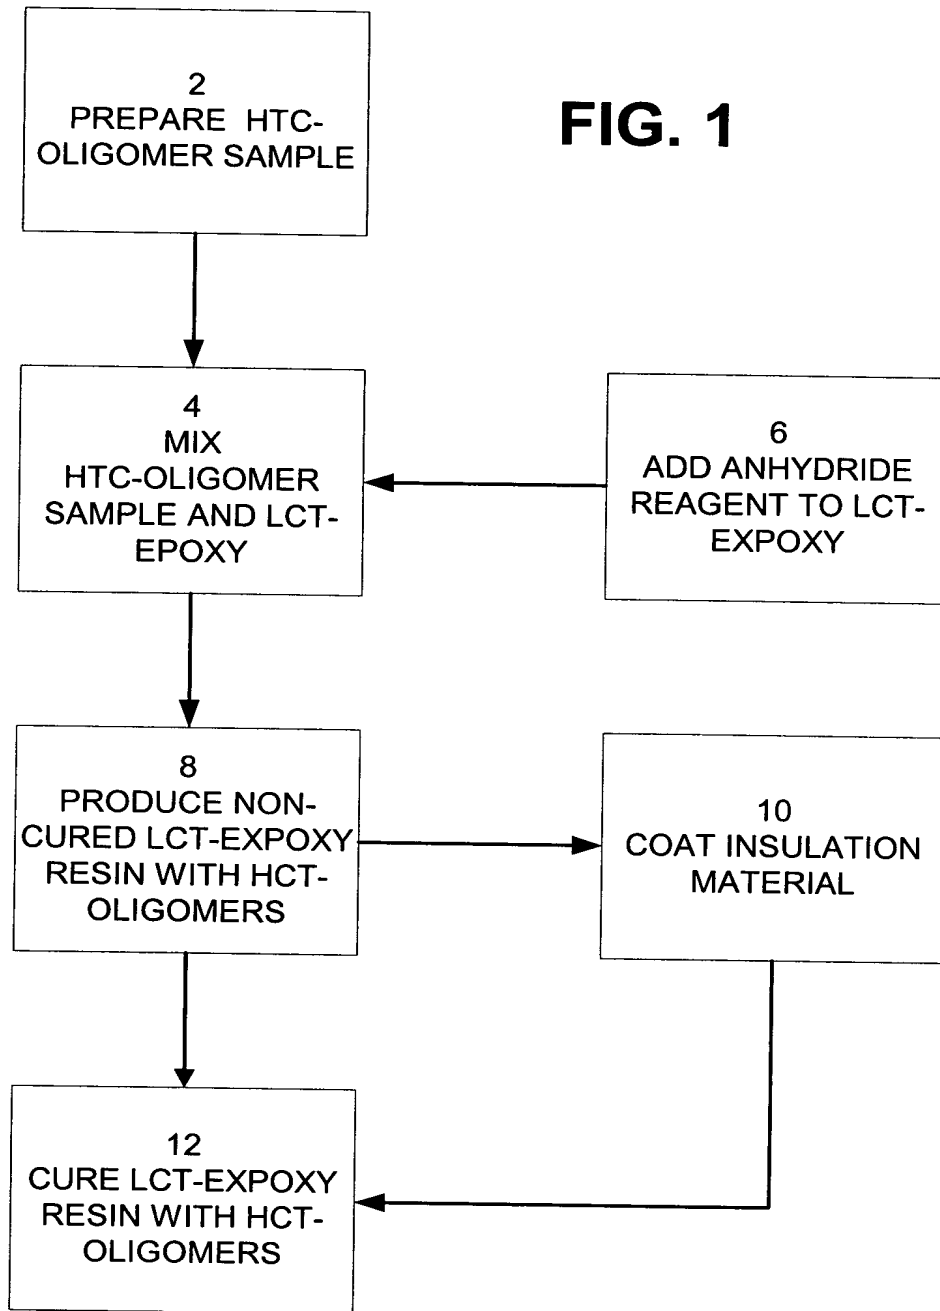 FIG. 1
2
PREPARE HTC-
OLIGOMER SAMPLE
4
MIX
HTC-OLIGOMER
SAMPLE AND LCT-
EPOXY
6
ADD ANHYDRIDE
REAGENT TO LCT-
EXPOXY
8
PRODUCE NON-
CURED LCT-EXPOXY
RESIN WITH HCT-
OLIGOMERS
10
COAT INSULATION
MATERIAL
12
CURE LCT-EXPOXY
RESIN WITH HCT-
OLIGOMERS